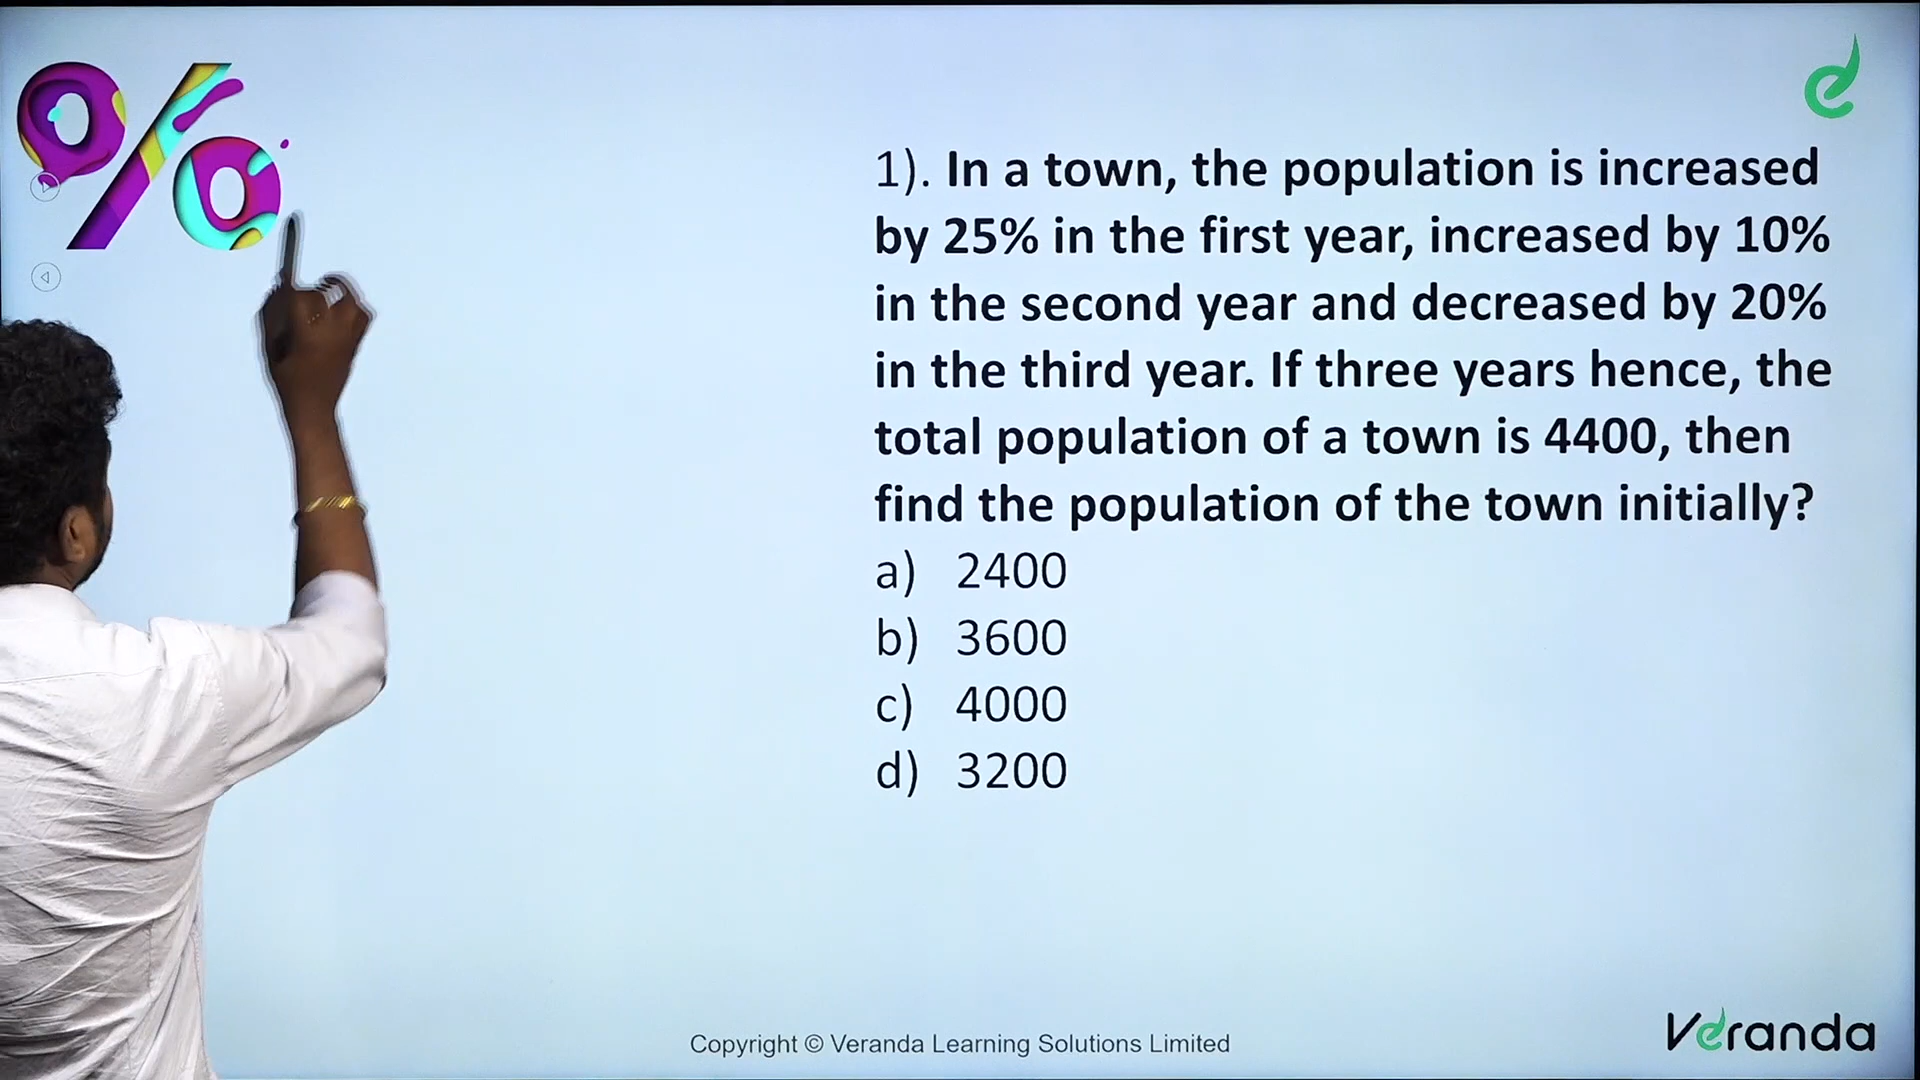 %
1). In a town, the population is increased
by 25% in the first year, increased by 10%
in the second year and decreased by 20%
in the third year. If three years hence, the
total population of a town is 4400, then
find the population of the town initially?
a) 2400
b) 3600
c) 4000
d) 3200
Copyright © Veranda Learning Solutions Limited
Veranda